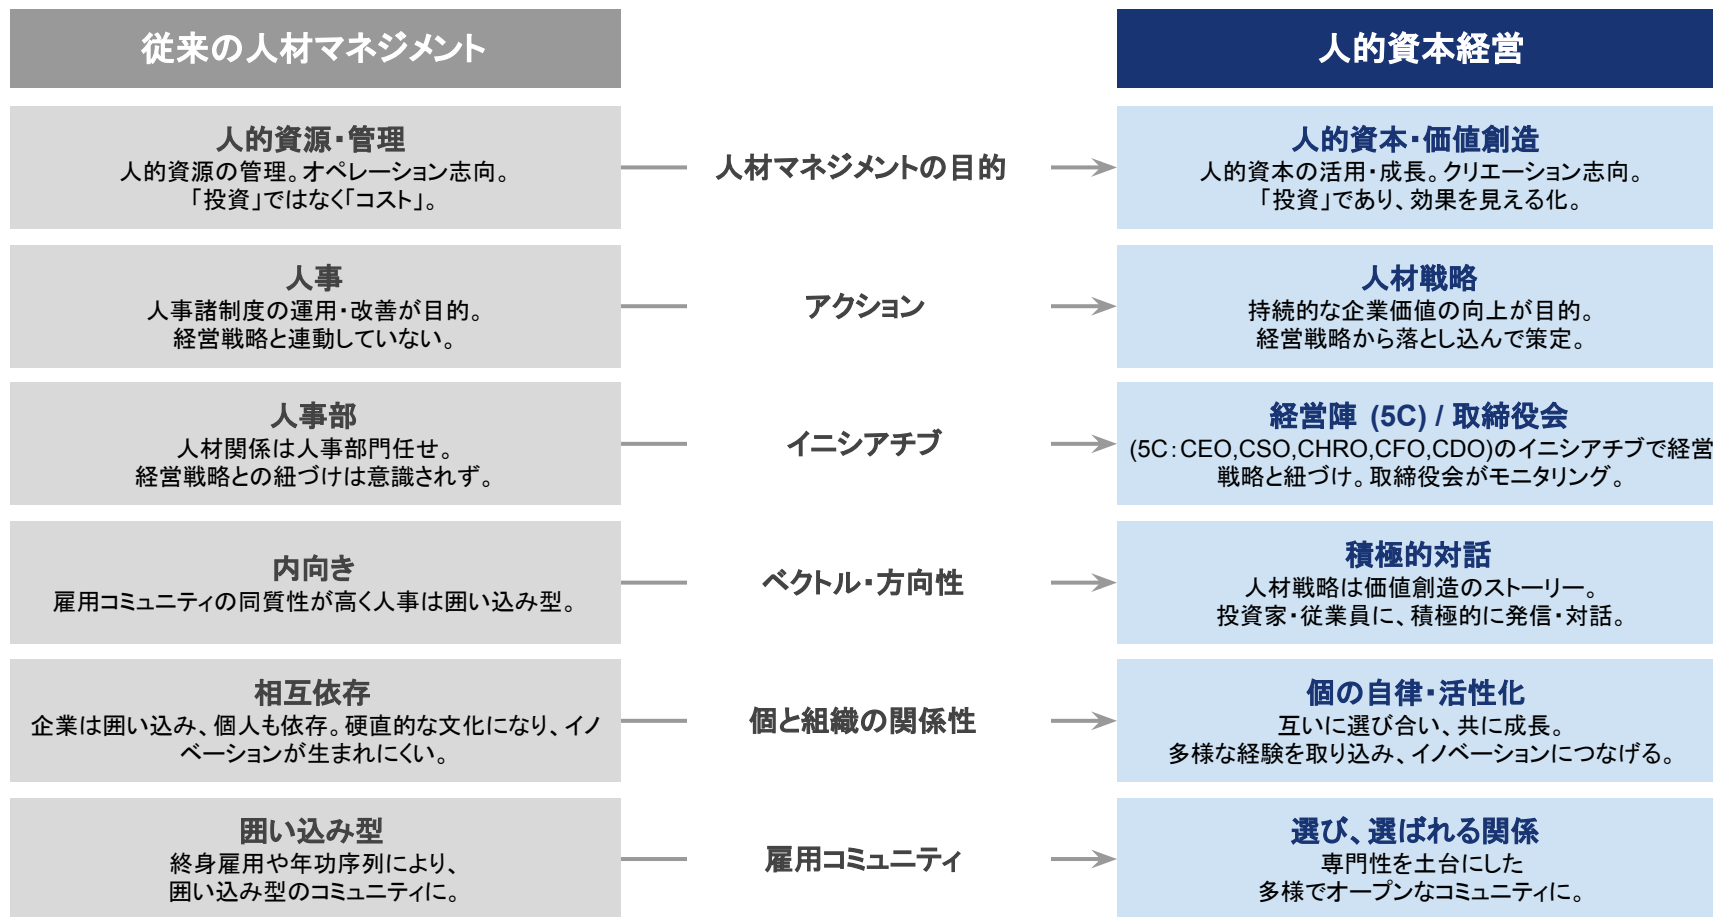 従来の人材マネジメント
人的資本経営
人的資源・管理
人的資源の管理。オペレーション志向。
「投資」ではなく「コスト」。
人材マネジメントの目的
人的資本・価値創造
人的資本の活用・成長。クリエーション志向。
「投資」であり、効果を見える化。
人事
人事諸制度の運用・改善が目的。
経営戦略と連動していない。
アクション
人材戦略
持続的な企業価値の向上が目的。
経営戦略から落とし込んで策定。
人事部
人材関係は人事部門任せ。
経営戦略との紐づけは意識されず。
イニシアチブ
経営陣 (5C) / 取締役会
(5C：CEO,CSO,CHRO,CFO,CDO)のイニシアチブで経営
戦略と紐づけ。取締役会がモニタリング。
内向き
雇用コミュニティの同質性が高く人事は囲い込み型。
ベクトル・方向性
積極的対話
人材戦略は価値創造のストーリー。
投資家・従業員に、積極的に発信・対話。
相互依存
企業は囲い込み、個人も依存。硬直的な文化になり、イノ
ベーションが生まれにくい。
個と組織の関係性
個の自律・活性化
互いに選び合い、共に成長。
多様な経験を取り込み、イノベーションにつなげる。
囲い込み型
終身雇用や年功序列により、
囲い込み型のコミュニティに。
雇用コミュニティ
選び、選ばれる関係
専門性を土台にした
多様でオープンなコミュニティに。